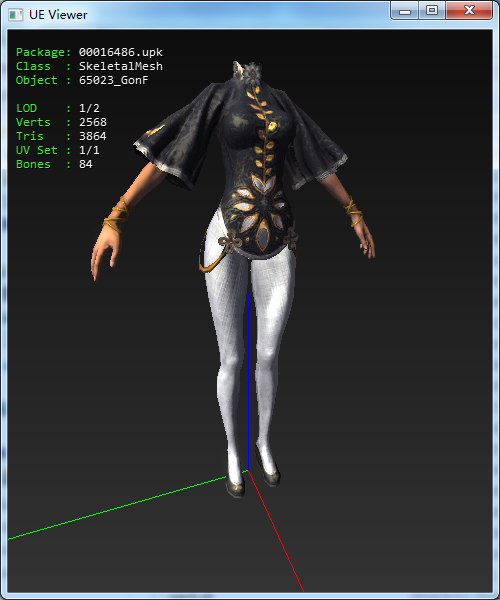 UE Viewer
Package: 00016486.upk
Class  : SkeletalMesh
Object : 65023_GonF
LOD    : 1/2
Verts  : 2568
Tris   : 3864
UV Set : 1/1
Bones  : 84